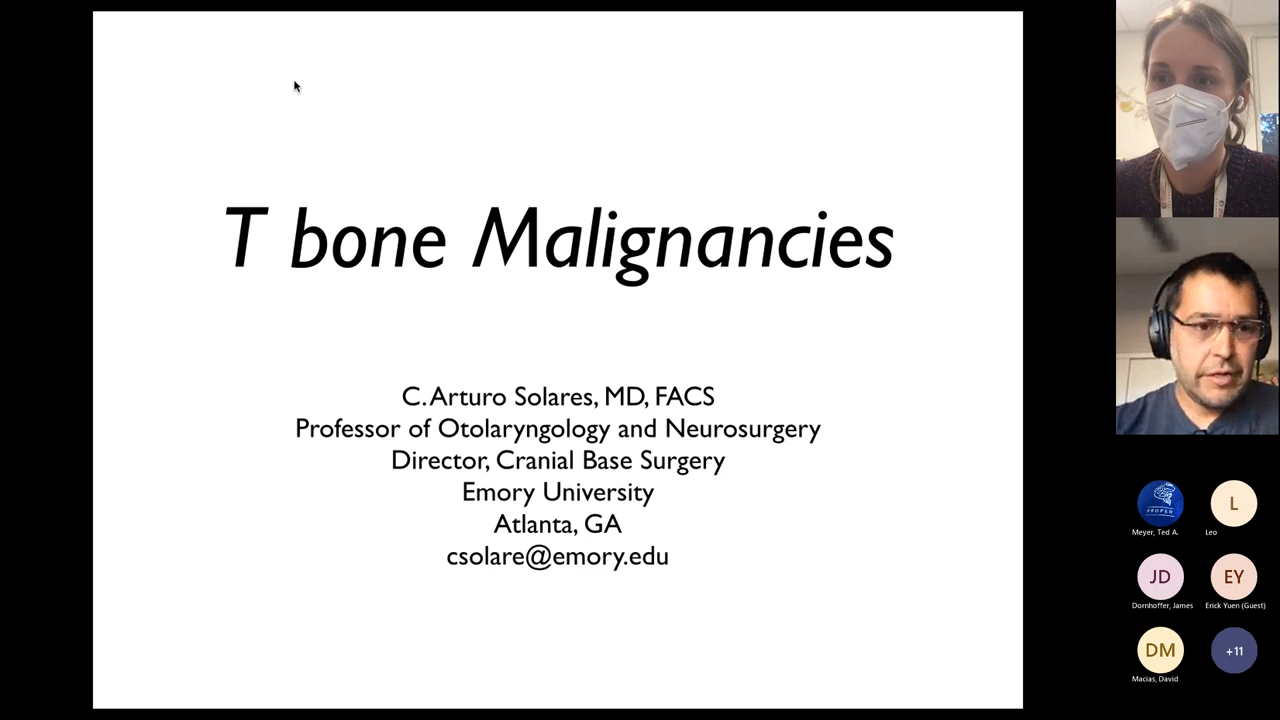 T bone Malignancies
C. Arturo Solares, MD, FACS
Professor of Otolaryngology and Neurosurgery
Director, Cranial Base Surgery
Emory University
Atlanta, GA
csolare@emory.edu
PROPER
Meyer, Ted A.
L
Leo
JD
Dornhoffer, James
EY
Erick Yuen (Guest)
DM
Macias, David
+11